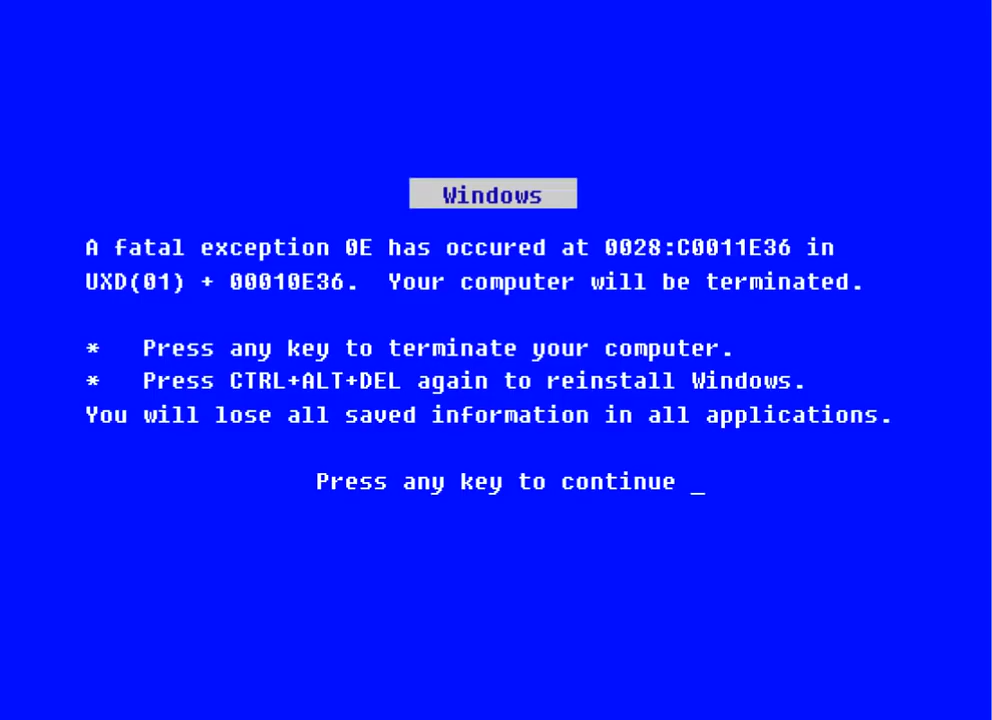 Windows
A fatal exception 0E has occured at 0028:C0011E36 in
UXD(01) + 00010E36.  Your computer will be terminated.
*   Press any key to terminate your computer.
*   Press CTRL+ALT+DEL again to reinstall Windows.
You will lose all saved information in all applications.
Press any key to continue _